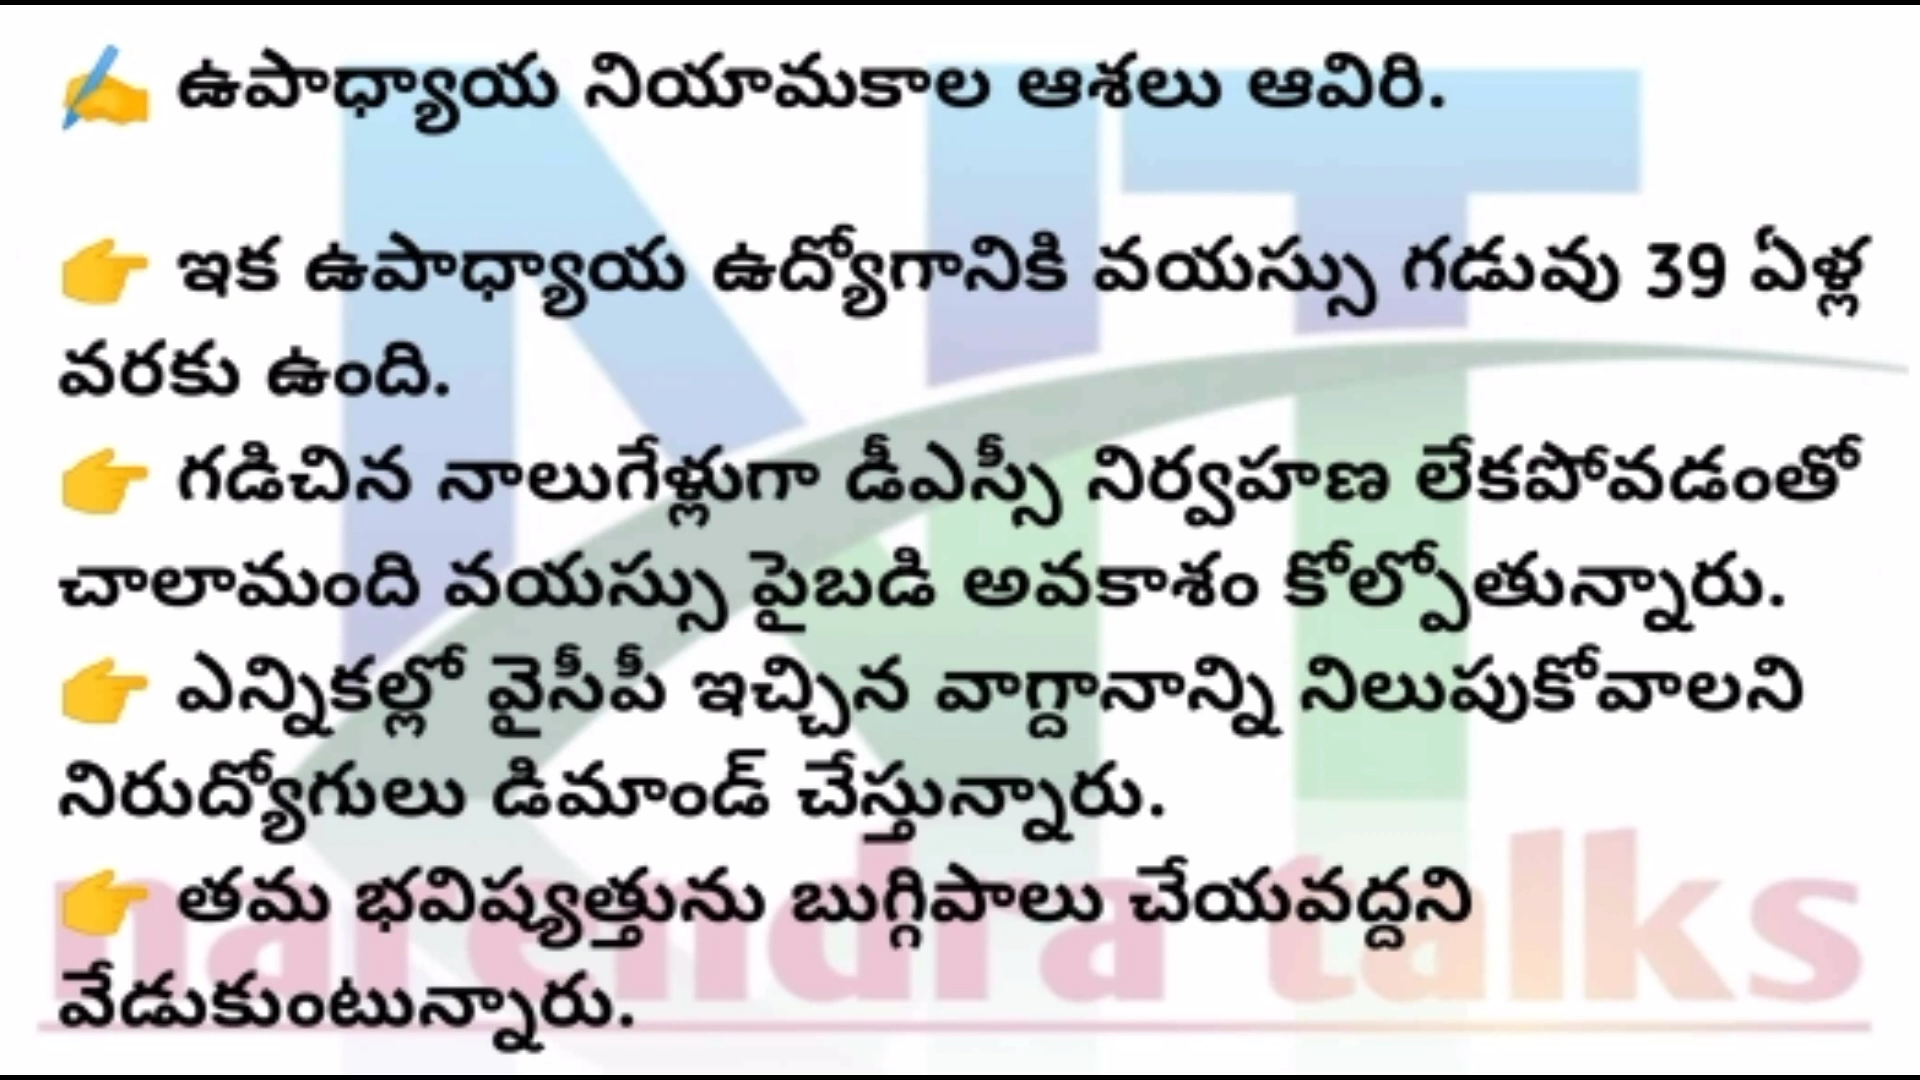 ✍ ఉపాధ్యాయ నియామకాల ఆశలు ఆవిరి.
👉 ఇక ఉపాధ్యాయ ఉద్యోగానికి వయస్సు గడువు 39 ఏళ్ల
వరకు ఉంది.
👉 గడిచిన నాలుగేళ్లుగా డీఎస్సీ నిర్వహణ లేకపోవడంతో
చాలామంది వయస్సు పైబడి అవకాశం కోల్పోతున్నారు.
👉 ఎన్నికల్లో వైసీపీ ఇచ్చిన వాగ్దానాన్ని నిలుపుకోవాలని
నిరుద్యోగులు డిమాండ్ చేస్తున్నారు.
👉 తమ భవిష్యత్తును బుగ్గిపాలు చేయవద్దని
వేడుకుంటున్నారు.
NT
narendra talks